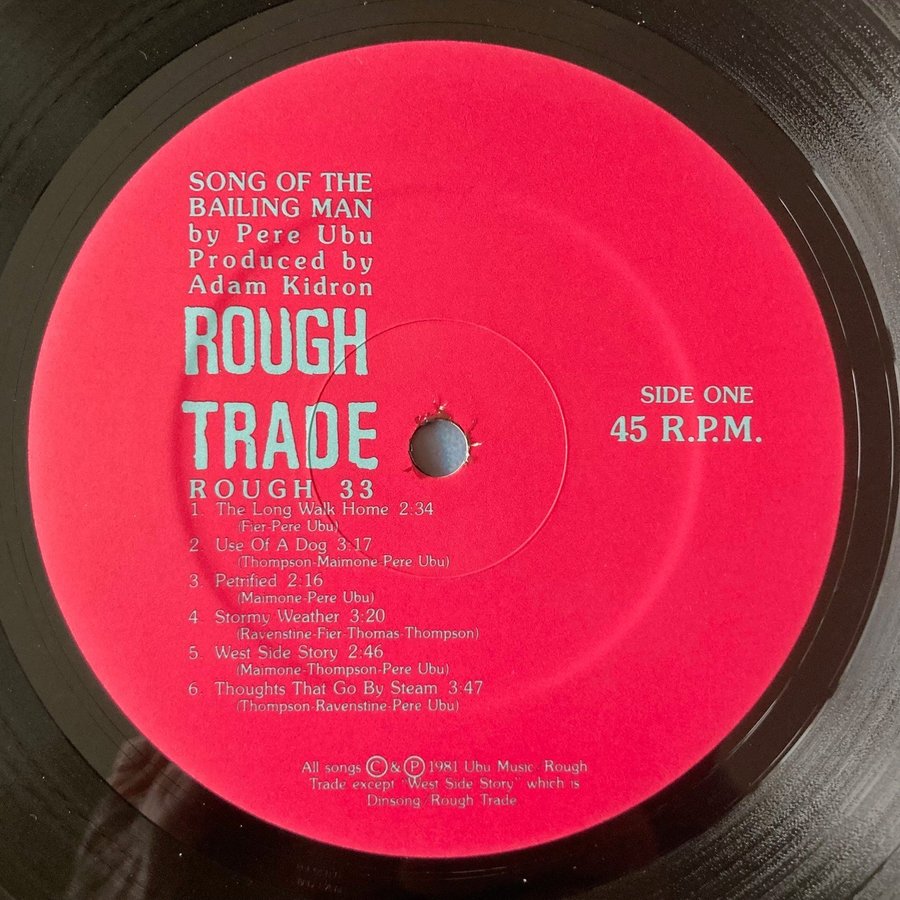 SONG OF THE
BAILING MAN
by Pere Ubu
Produced by
Adam Kidron
ROUGH
TRADE
ROUGH 33
SIDE ONE
45 R.P.M.
1. The Long Walk Home 2:34
(Fier-Pere Ubu)
2. Use Of A Dog 3:17
(Thompson-Maimone-Pere Ubu)
3. Petrified 2:16
(Maimone-Pere Ubu)
4 Stormy Weather 3:20
(Ravenstine-Fier-Thomas-Thompson)
5. West Side Story 2:46
(Maimone-Thompson-Pere Ubu)
6. Thoughts That Go By Steam 3:47
(Thompson-Ravenstine-Pere Ubu)
All songs Ⓒ & Ⓟ 1981 Ubu Music/Rough
Trade except 'West Side Story' which is
Dinsong/Rough Trade